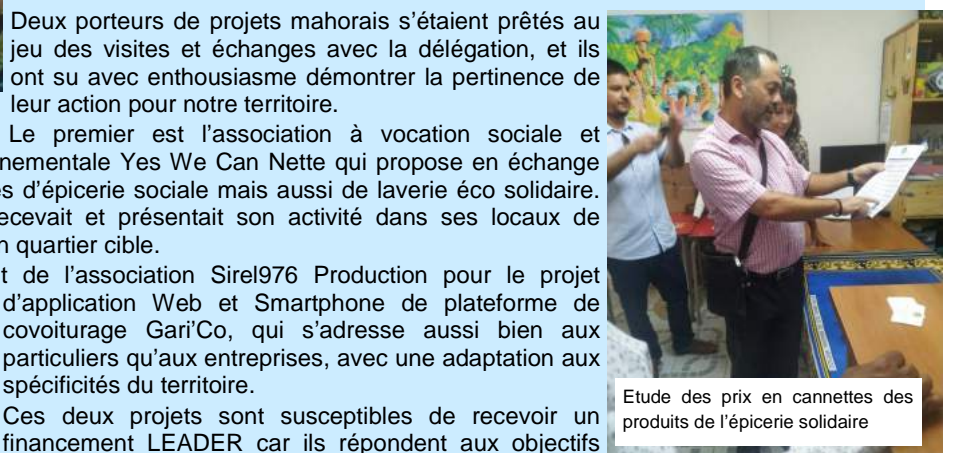 Deux porteurs de projets mahorais s’étaient prêtés au
jeu des visites et échanges avec la délégation, et ils
ont su avec enthousiasme démontrer la pertinence de
leur action pour notre territoire.
Le premier est l’association à vocation sociale et
nementale Yes We Can Nette qui propose en échange
s d’épicerie sociale mais aussi de laverie éco solidaire.
ecevait et présentait son activité dans ses locaux de
n quartier cible.
t de l’association Sirel976 Production pour le projet
d’application Web et Smartphone de plateforme de
covoiturage Gari’Co, qui s’adresse aussi bien aux
particuliers qu’aux entreprises, avec une adaptation aux
spécificités du territoire.
Ces deux projets sont susceptibles de recevoir un
financement LEADER car ils répondent aux objectifs
Etude des prix en cannettes des
produits de l’épicerie solidaire